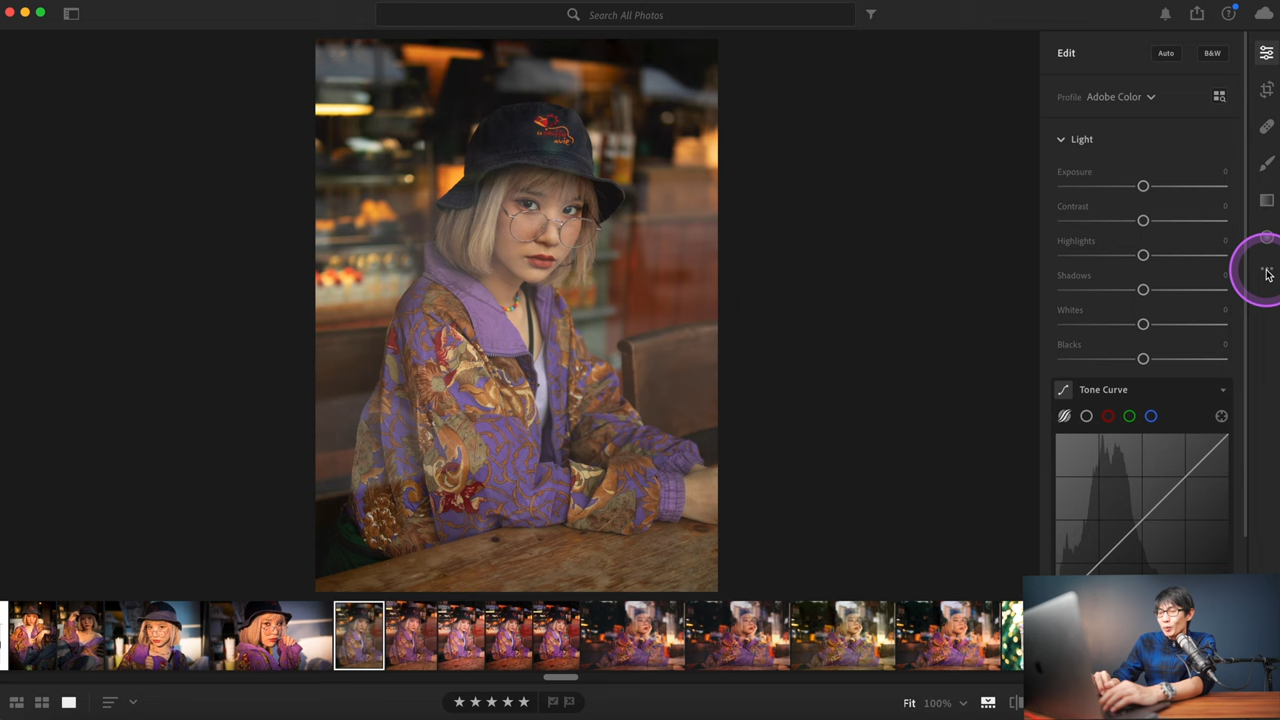 Search All Photos
Edit
Auto
B&W
Profile Adobe Color
Light
Exposure 0
Contrast 0
Highlights 0
Shadows 0
Whites 0
Blacks 0
Tone Curve
Fit 100%